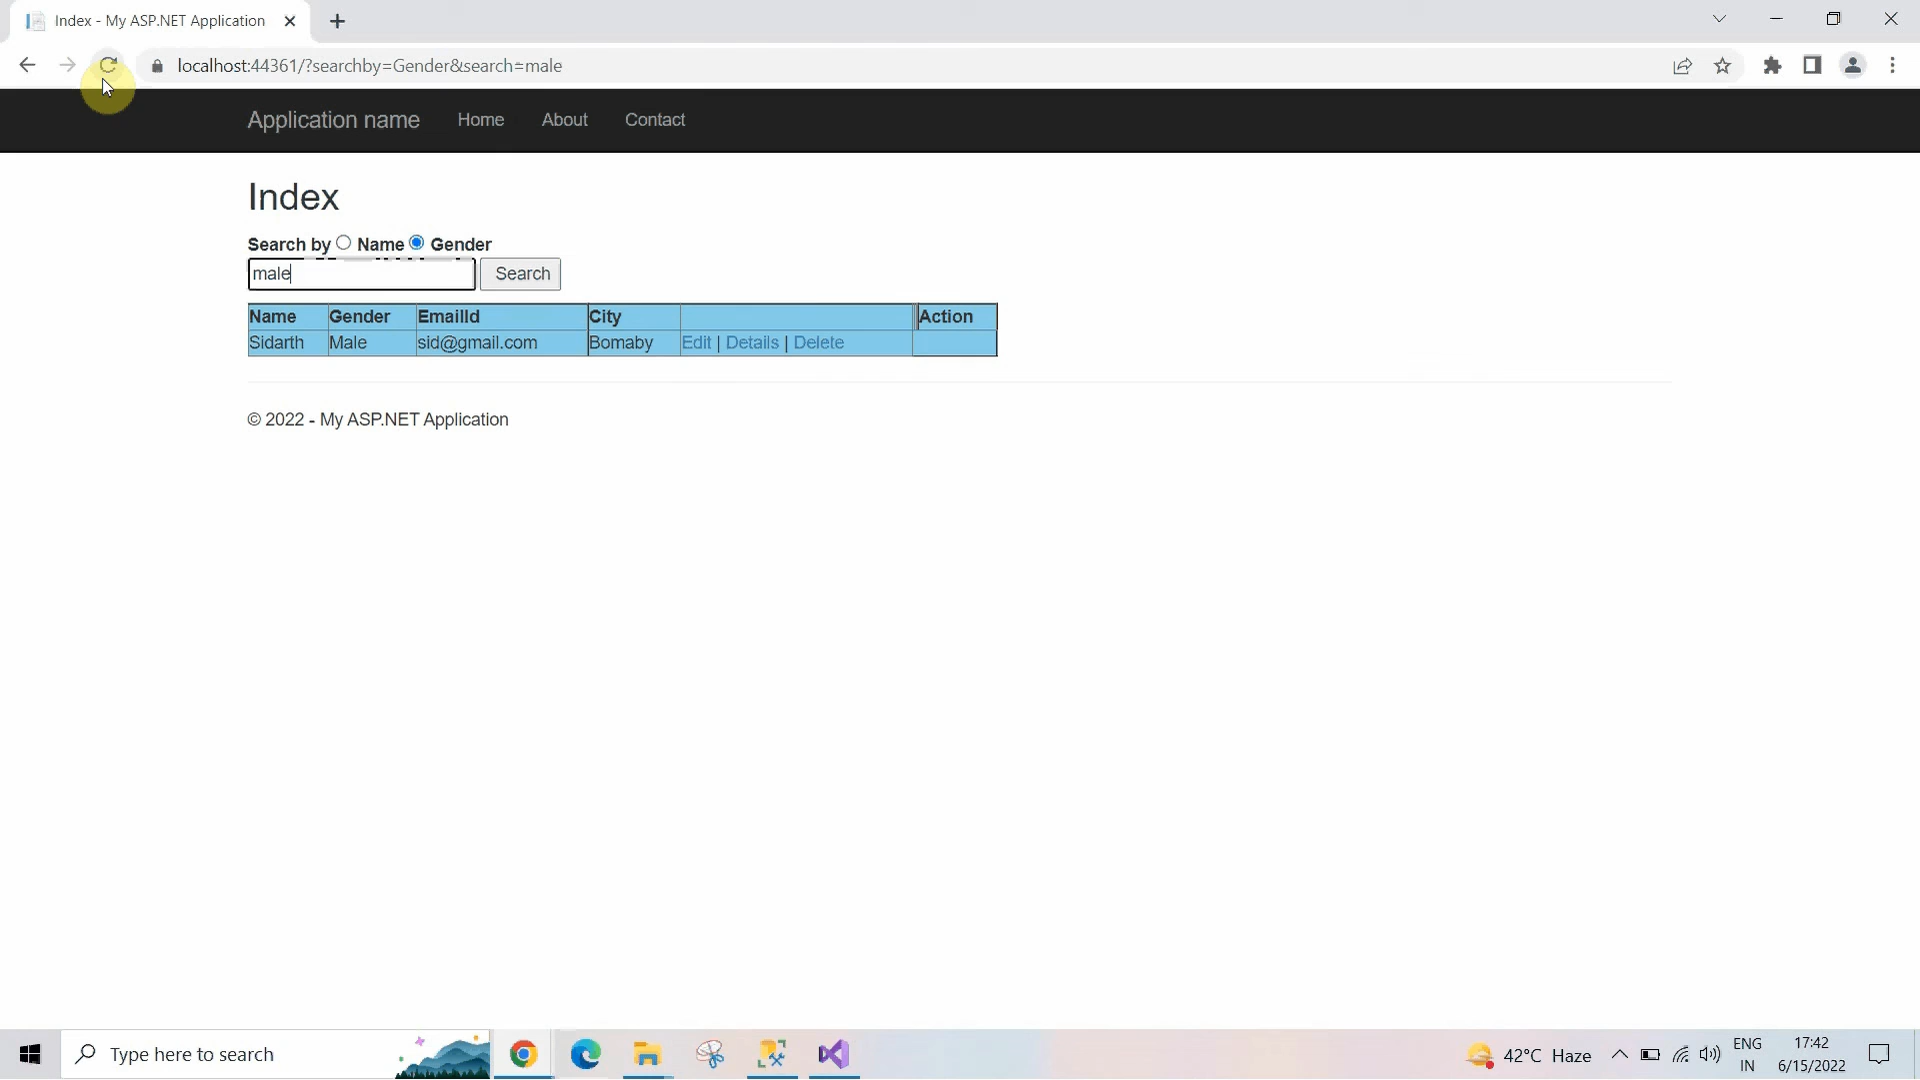 Index - My ASP.NET Application
localhost:44361/?searchby=Gender&search=male
Application name Home About Contact
Index
Search by Name Gender
male Search
Name Gender EmailId City Action
Sidarth Male sid@gmail.com Bomaby Edit | Details | Delete
© 2022 - My ASP.NET Application
Type here to search
42°C Haze
ENG
IN
17:42
6/15/2022